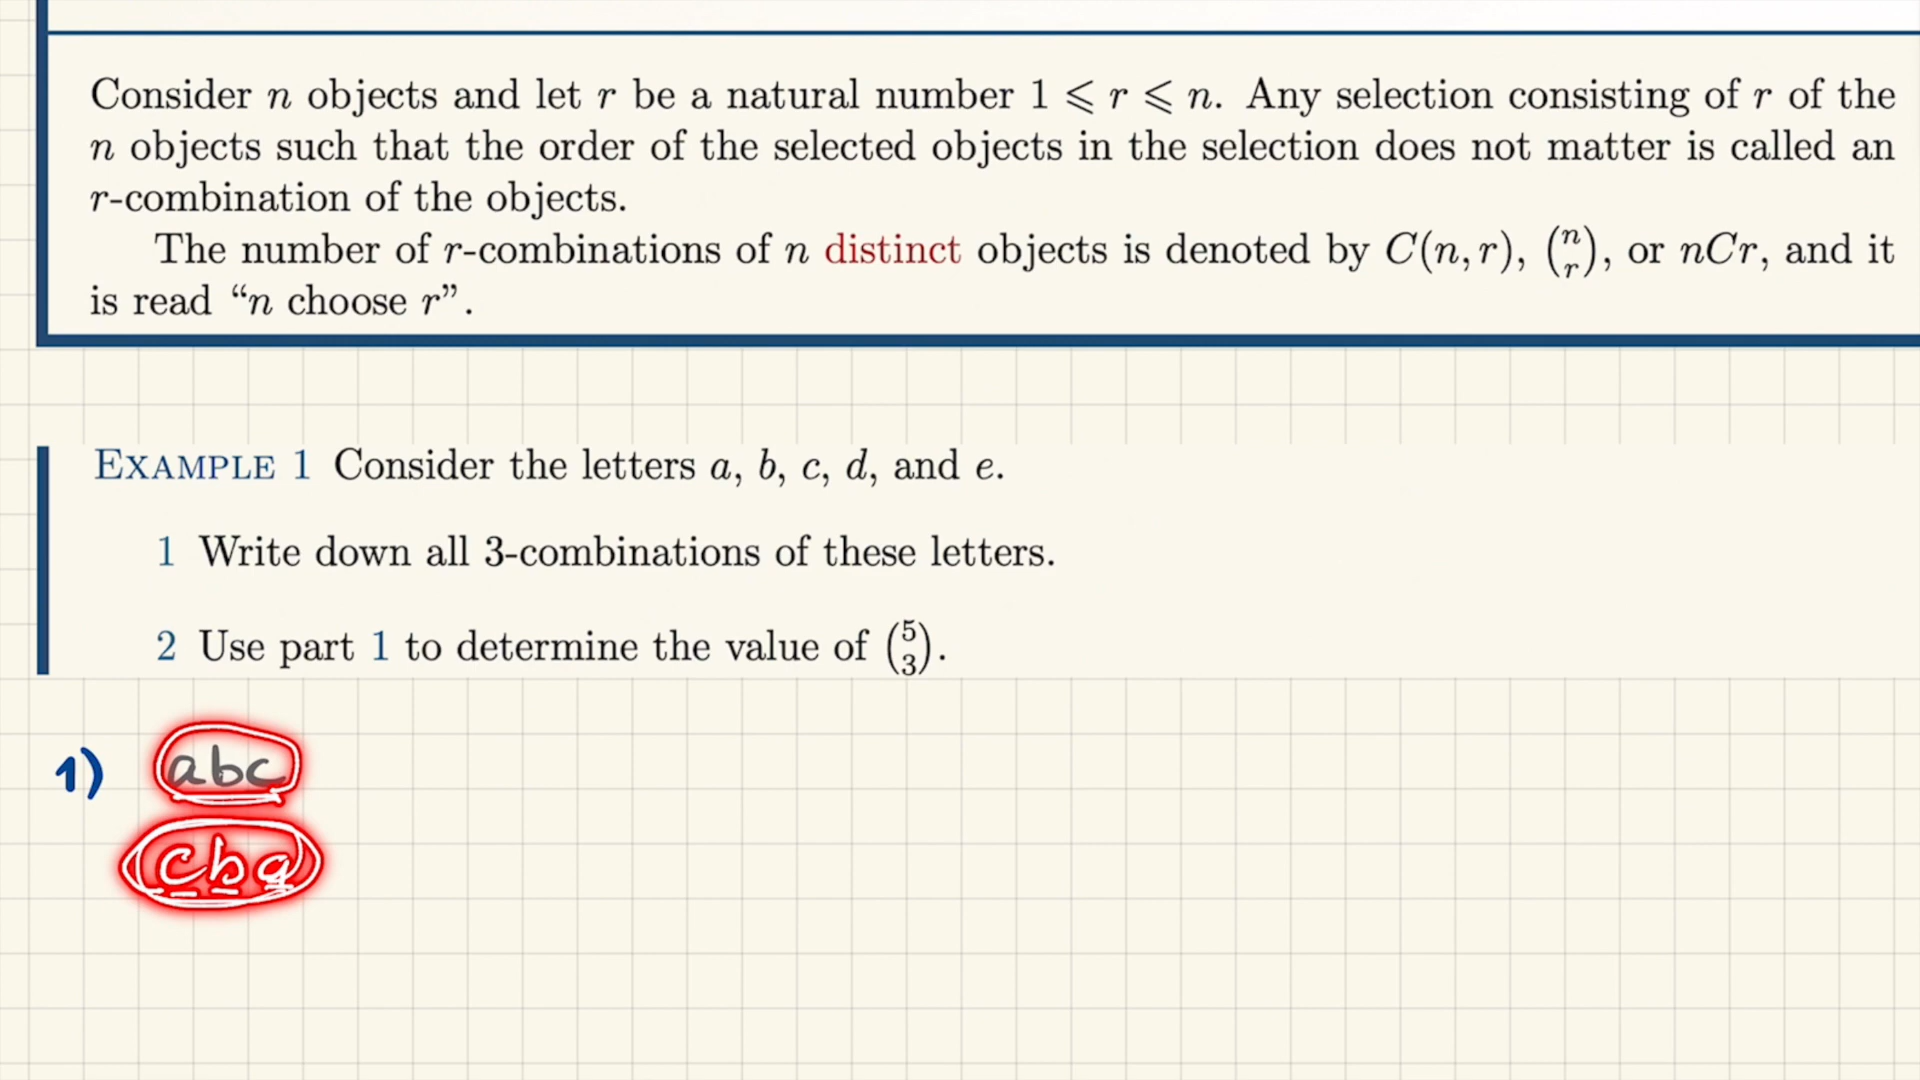 Consider n objects and let r be a natural number 1 ⩽ r ⩽ n. Any selection consisting of r of the
n objects such that the order of the selected objects in the selection does not matter is called an
r-combination of the objects.
The number of r-combinations of n distinct objects is denoted by C(n, r), (n r), or nCr, and it
is read “n choose r”.
EXAMPLE 1 Consider the letters a, b, c, d, and e.
1 Write down all 3-combinations of these letters.
2 Use part 1 to determine the value of (5 3).
1) abc
cba